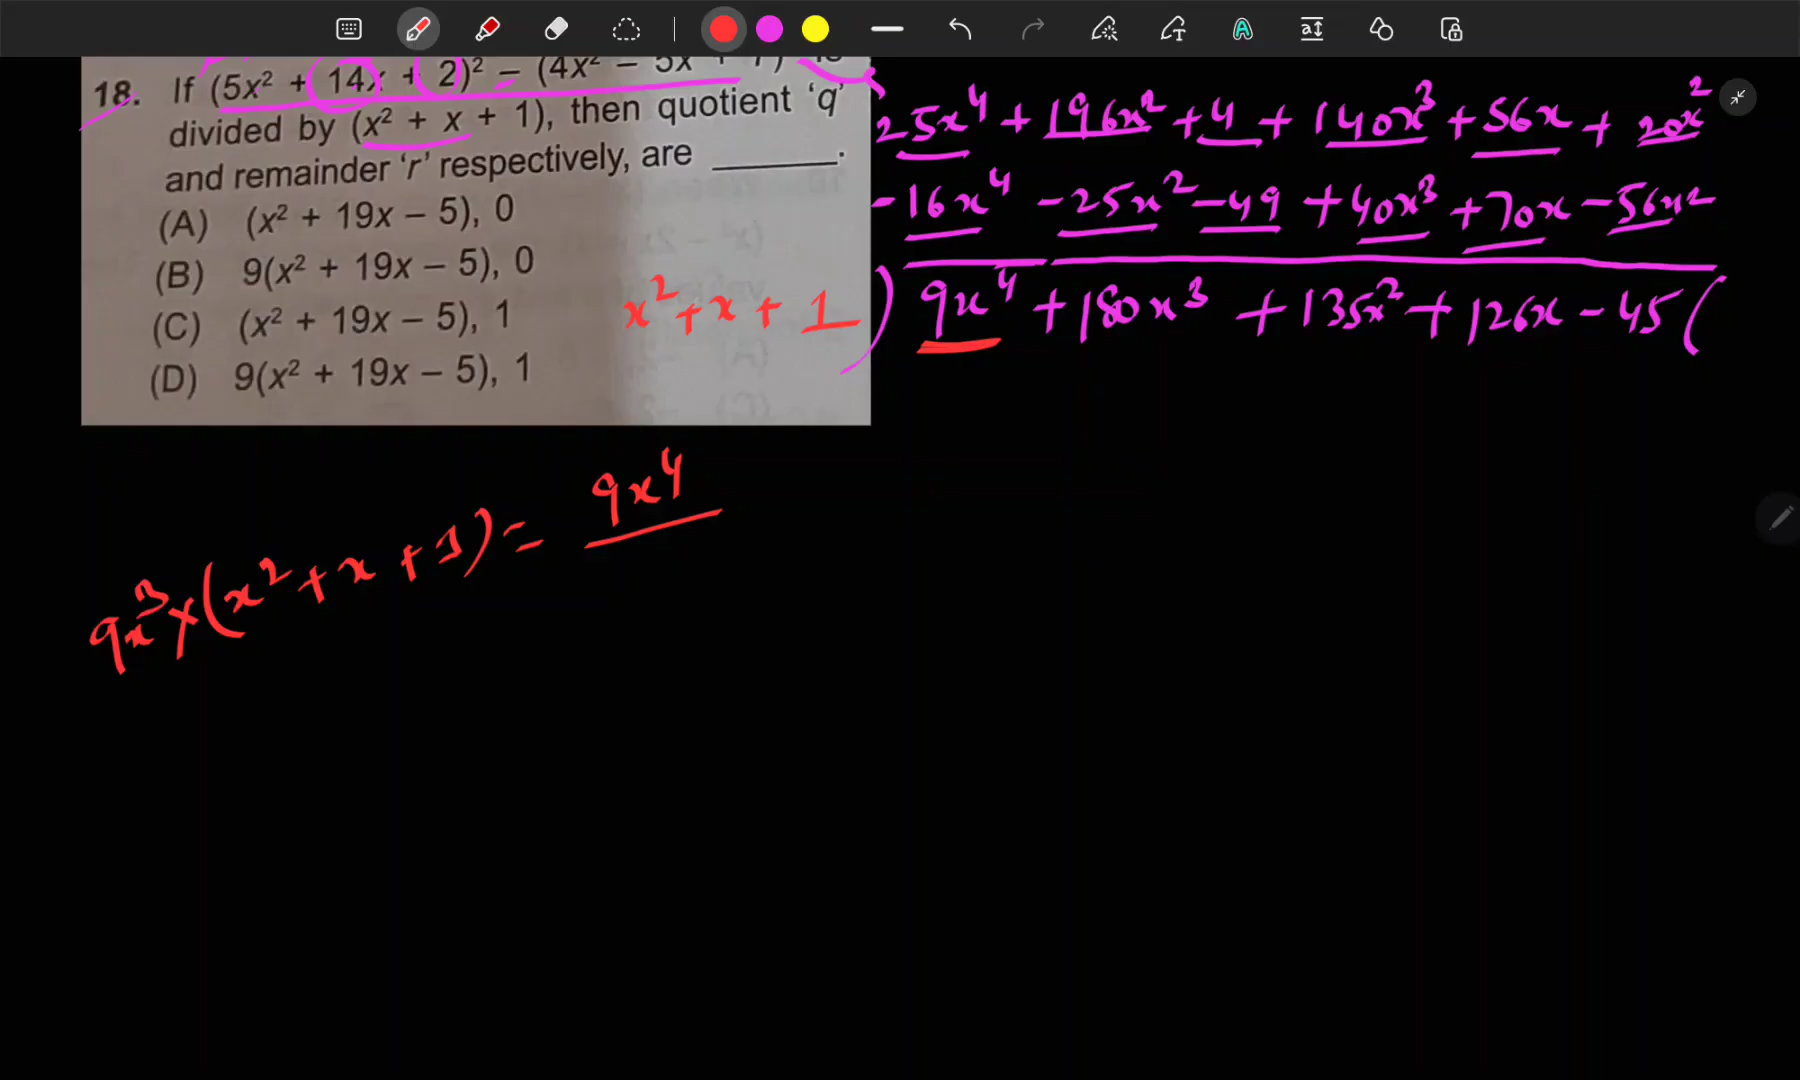 18. If (5x² + 14x + 2)² – (4x² – 5x + 7)² is
divided by (x² + x + 1), then quotient ‘q’
and remainder ‘r’ respectively, are ______.
(A) (x² + 19x – 5), 0
(B) 9(x² + 19x – 5), 0
(C) (x² + 19x – 5), 1
(D) 9(x² + 19x – 5), 1
25x⁴ + 196x² + 4 + 140x³ + 56x + 20x²
-16x⁴ - 25x² - 49 + 40x³ + 70x - 56x²
x² + x + 1 ) 9x⁴ + 180x³ + 135x² + 126x - 45 (
9x³ × (x² + x + 1) = 9x⁴